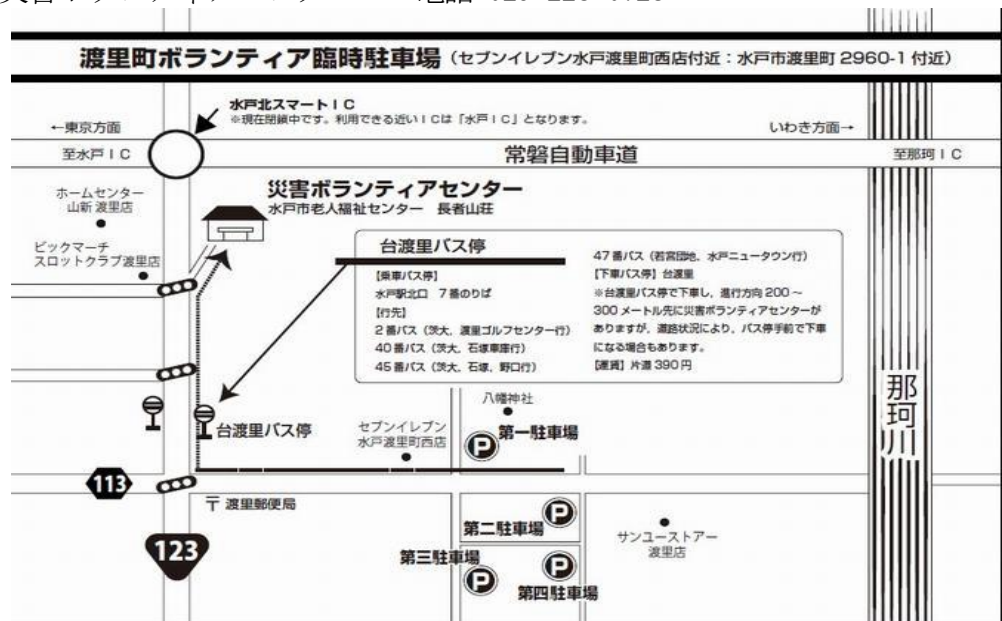 渡里町ボランティア臨時駐車場(セブンイレブン水戸渡里町西店付近:水戸市渡里町 2960-1 付近)
水戸北スマートIC
※現在閉鎖中です。利用できる近いICは「水戸IC」となります。
←東京方面
いわき方面→
至水戸IC
常磐自動車道
至那珂IC
災害ボランティアセンター
水戸市老人福祉センター 長者山荘
ホームセンター
山新 渡里店
ビックマーチ
スロットクラブ渡里店
台渡里バス停
【乗車バス停】
水戸駅北口 7番のりば
【行先】
2番バス(茨大、渡里ゴルフセンター行)
40番バス(茨大、石塚車庫行)
45番バス(茨大、石塚、野口行)
47番バス(若宮団地、水戸ニュータウン行)
【下車バス停】台渡里
※台渡里バス停で下車し、進行方向200~
300メートル先に災害ボランティアセンターが
ありますが、道路状況により、バス停手前で下車
になる場合もあります。
【運賃】片道390円
那珂川
八幡神社
P 第一駐車場
台渡里バス停
セブンイレブン
水戸渡里町西店
113
〒 渡里郵便局
123
第二駐車場 P
サンユーストアー
渡里店
第三駐車場 P
P
第四駐車場